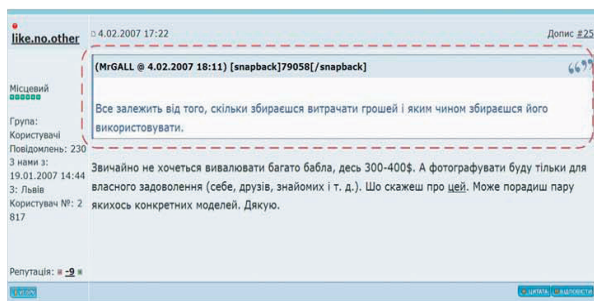 like.no.other
4.02.2007 17:22
Допис #25
(MrGALL @ 4.02.2007 18:11) [snapback]79058[/snapback]
Все залежить від того, скільки збираєшся витрачати грошей і яким чином збираєшся його
використовувати.
Місцевий
Група:
Користувачі
Повідомлень: 230
З нами з:
19.01.2007 14:44
З: Львів
Користувач №: 2
817
Репутація: -9
Звичайно не хочеться вивалювати багато бабла, десь 300-400$. А фотографувати буду тільки для
власного задоволення (себе, друзів, знайомих і т. д.). Шо скажеш про цей. Може порадиш пару
якихось конкретних моделей. Дякую.
ЦИТАТА
ВІДПОВІСТИ